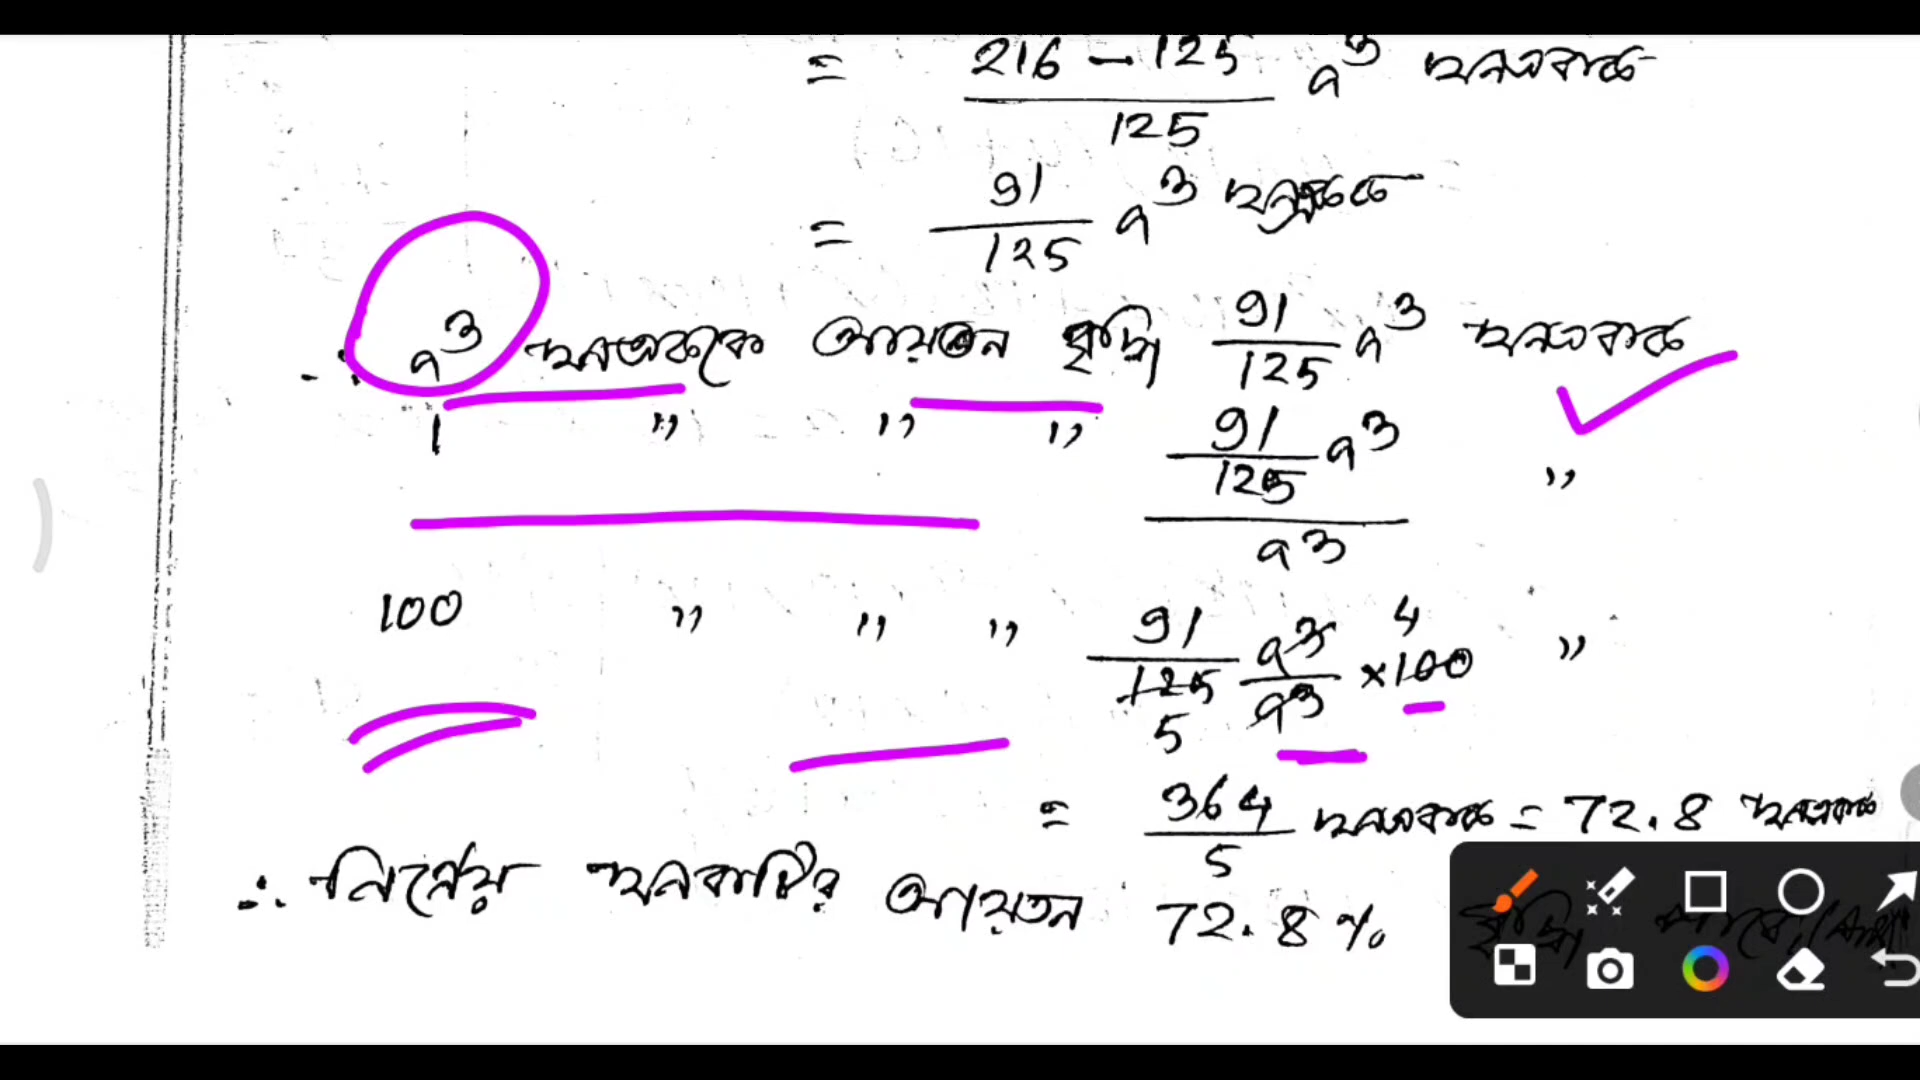 = 216 - 125 / 125 a³ ঘনএকক
= 91 / 125 a³ ঘনএকক
∴ a³ ঘনএককে আয়তন বৃদ্ধি 91 / 125 a³ ঘনএকক
1 " " " 91 / 125 a³ / a³ "
100 " " " 91 / 125 5 a³ / a³ × 100 4 "
= 364 / 5 ঘনএকক = 72.8 ঘনএকক
∴ নির্ণেয় ঘনকটির আয়তন 72.8 % বৃদ্ধি